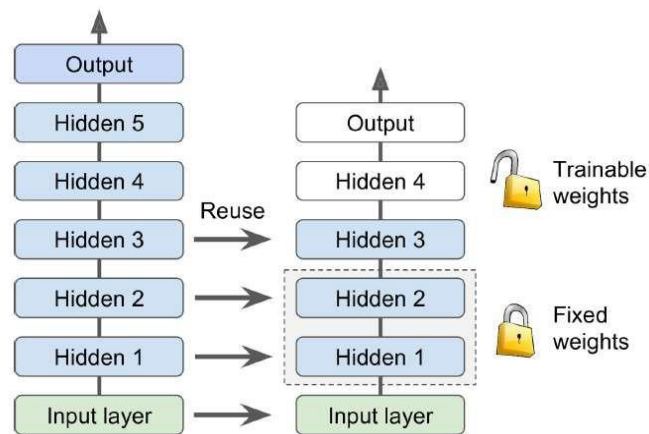 Output
Hidden 5
Hidden 4
Hidden 3
Hidden 2
Hidden 1
Input layer
Reuse
Output
Hidden 4
Hidden 3
Hidden 2
Hidden 1
Input layer
Trainable
weights
Fixed
weights